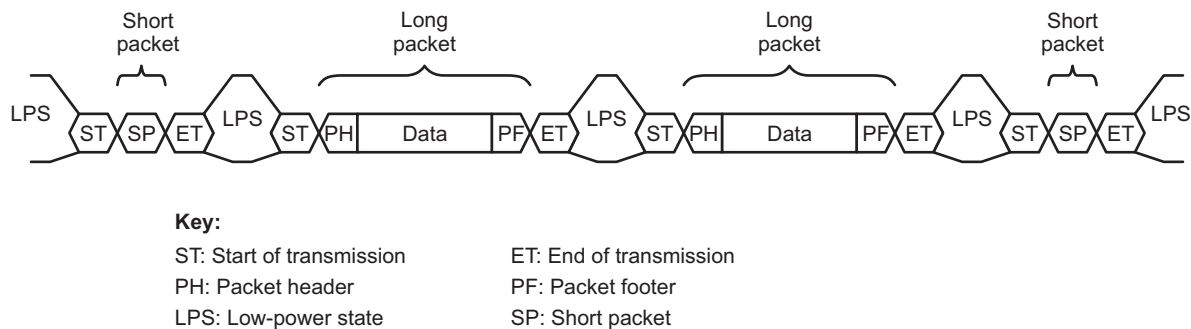 Short packet
Long packet
Long packet
Short packet
LPS ST SP ET LPS ST PH Data PF ET LPS ST PH Data PF ET LPS ST SP ET LPS
Key:
ST: Start of transmission
ET: End of transmission
PH: Packet header
PF: Packet footer
LPS: Low-power state
SP: Short packet